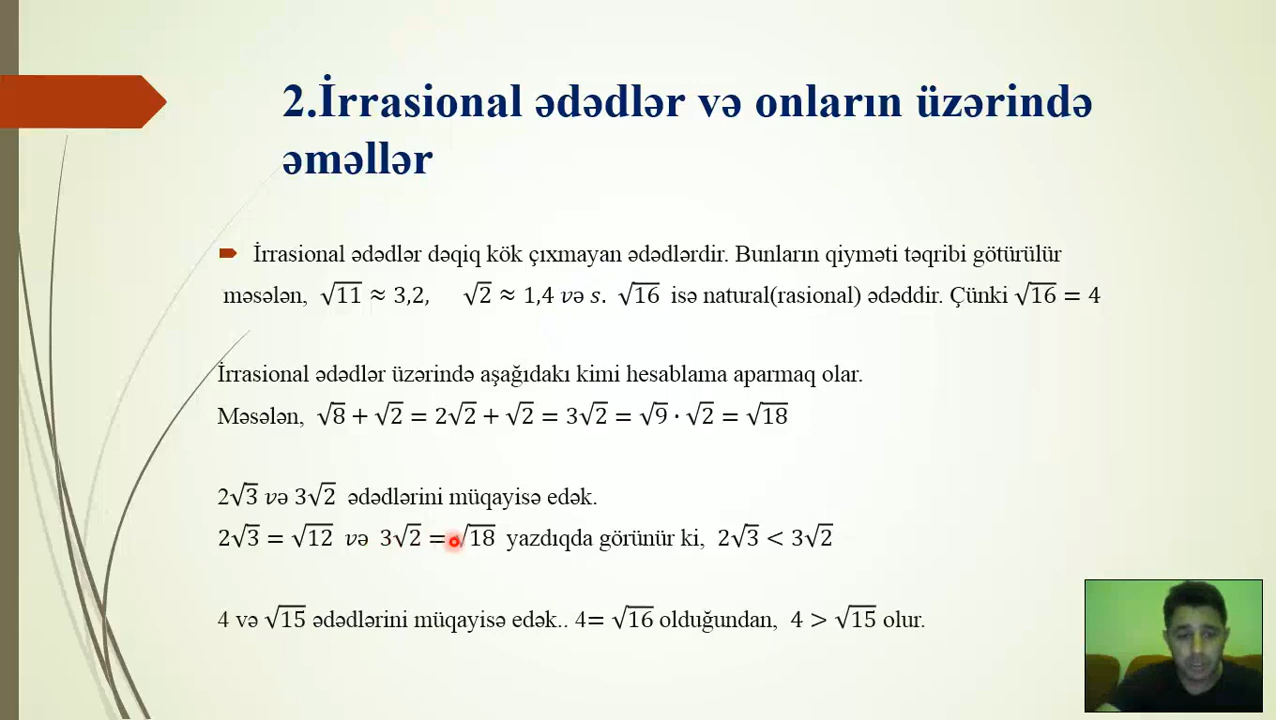 2.İrrasional ədədlər və onların üzərində
əməllər
İrrasional ədədlər dəqiq kök çıxmayan ədədlərdir. Bunların qiyməti təqribi götürülür
məsələn, √11 ≈ 3,2, √2 ≈ 1,4 və s. √16 isə natural(rasional) ədəddir. Çünki √16 = 4
İrrasional ədədlər üzərində aşağıdakı kimi hesablama aparmaq olar.
Məsələn, √8 + √2 = 2√2 + √2 = 3√2 = √9 · √2 = √18
2√3 və 3√2 ədədlərini müqayisə edək.
2√3 = √12 və 3√2 = √18 yazdıqda görünür ki, 2√3 < 3√2
4 və √15 ədədlərini müqayisə edək.. 4= √16 olduğundan, 4 > √15 olur.